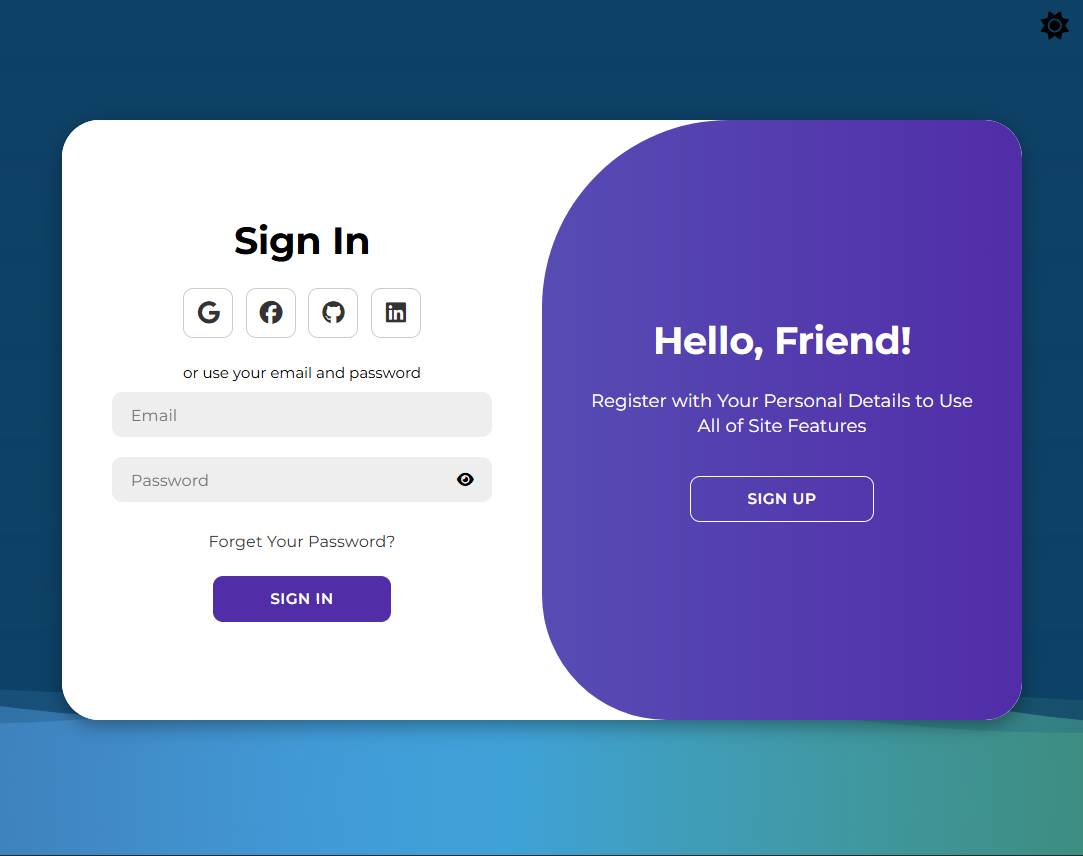 Sign In
or use your email and password
Email
Password
Forget Your Password?
SIGN IN
Hello, Friend!
Register with Your Personal Details to Use
All of Site Features
SIGN UP